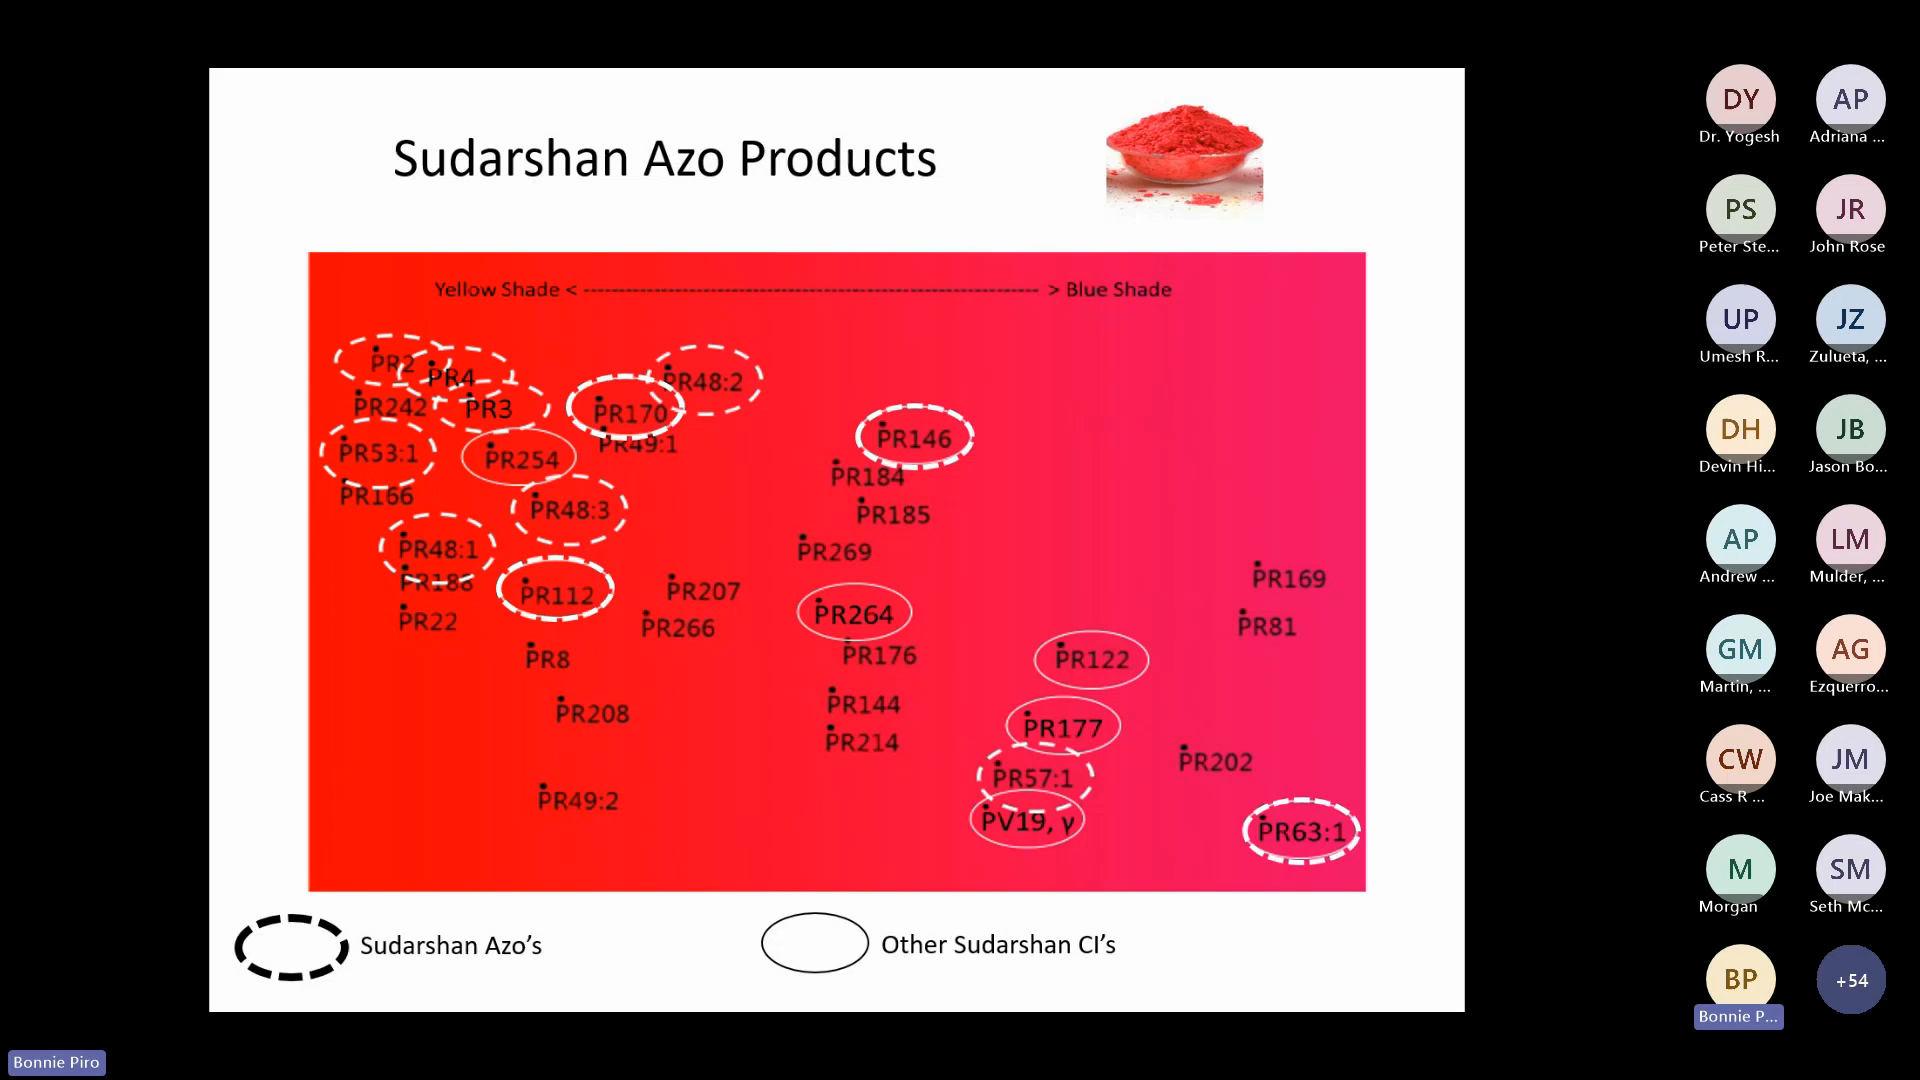 Sudarshan Azo Products
Yellow Shade < ------------------------------------------------------------ > Blue Shade
PR2
PR4
PR48:2
PR242
PR3
PR170
PR49:1
PR146
PR53:1
PR254
PR184
PR166
PR48:3
PR185
PR48:1
PR269
PR188
PR112
PR207
PR169
PR22
PR266
PR264
PR81
PR8
PR176
PR122
PR208
PR144
PR177
PR214
PR202
PR57:1
PR49:2
PV19, γ
PR63:1
Sudarshan Azo's
Other Sudarshan CI's
DY
AP
Dr. Yogesh
Adriana ...
PS
JR
Peter Ste...
John Rose
UP
JZ
Umesh R...
Zulueta, ...
DH
JB
Devin Hi...
Jason Bo...
AP
LM
Andrew ...
Mulder, ...
GM
AG
Martin, ...
Ezquerro...
CW
JM
Cass R ...
Joe Mak...
M
SM
Morgan
Seth Mc...
BP
+54
Bonnie P...
Bonnie Piro